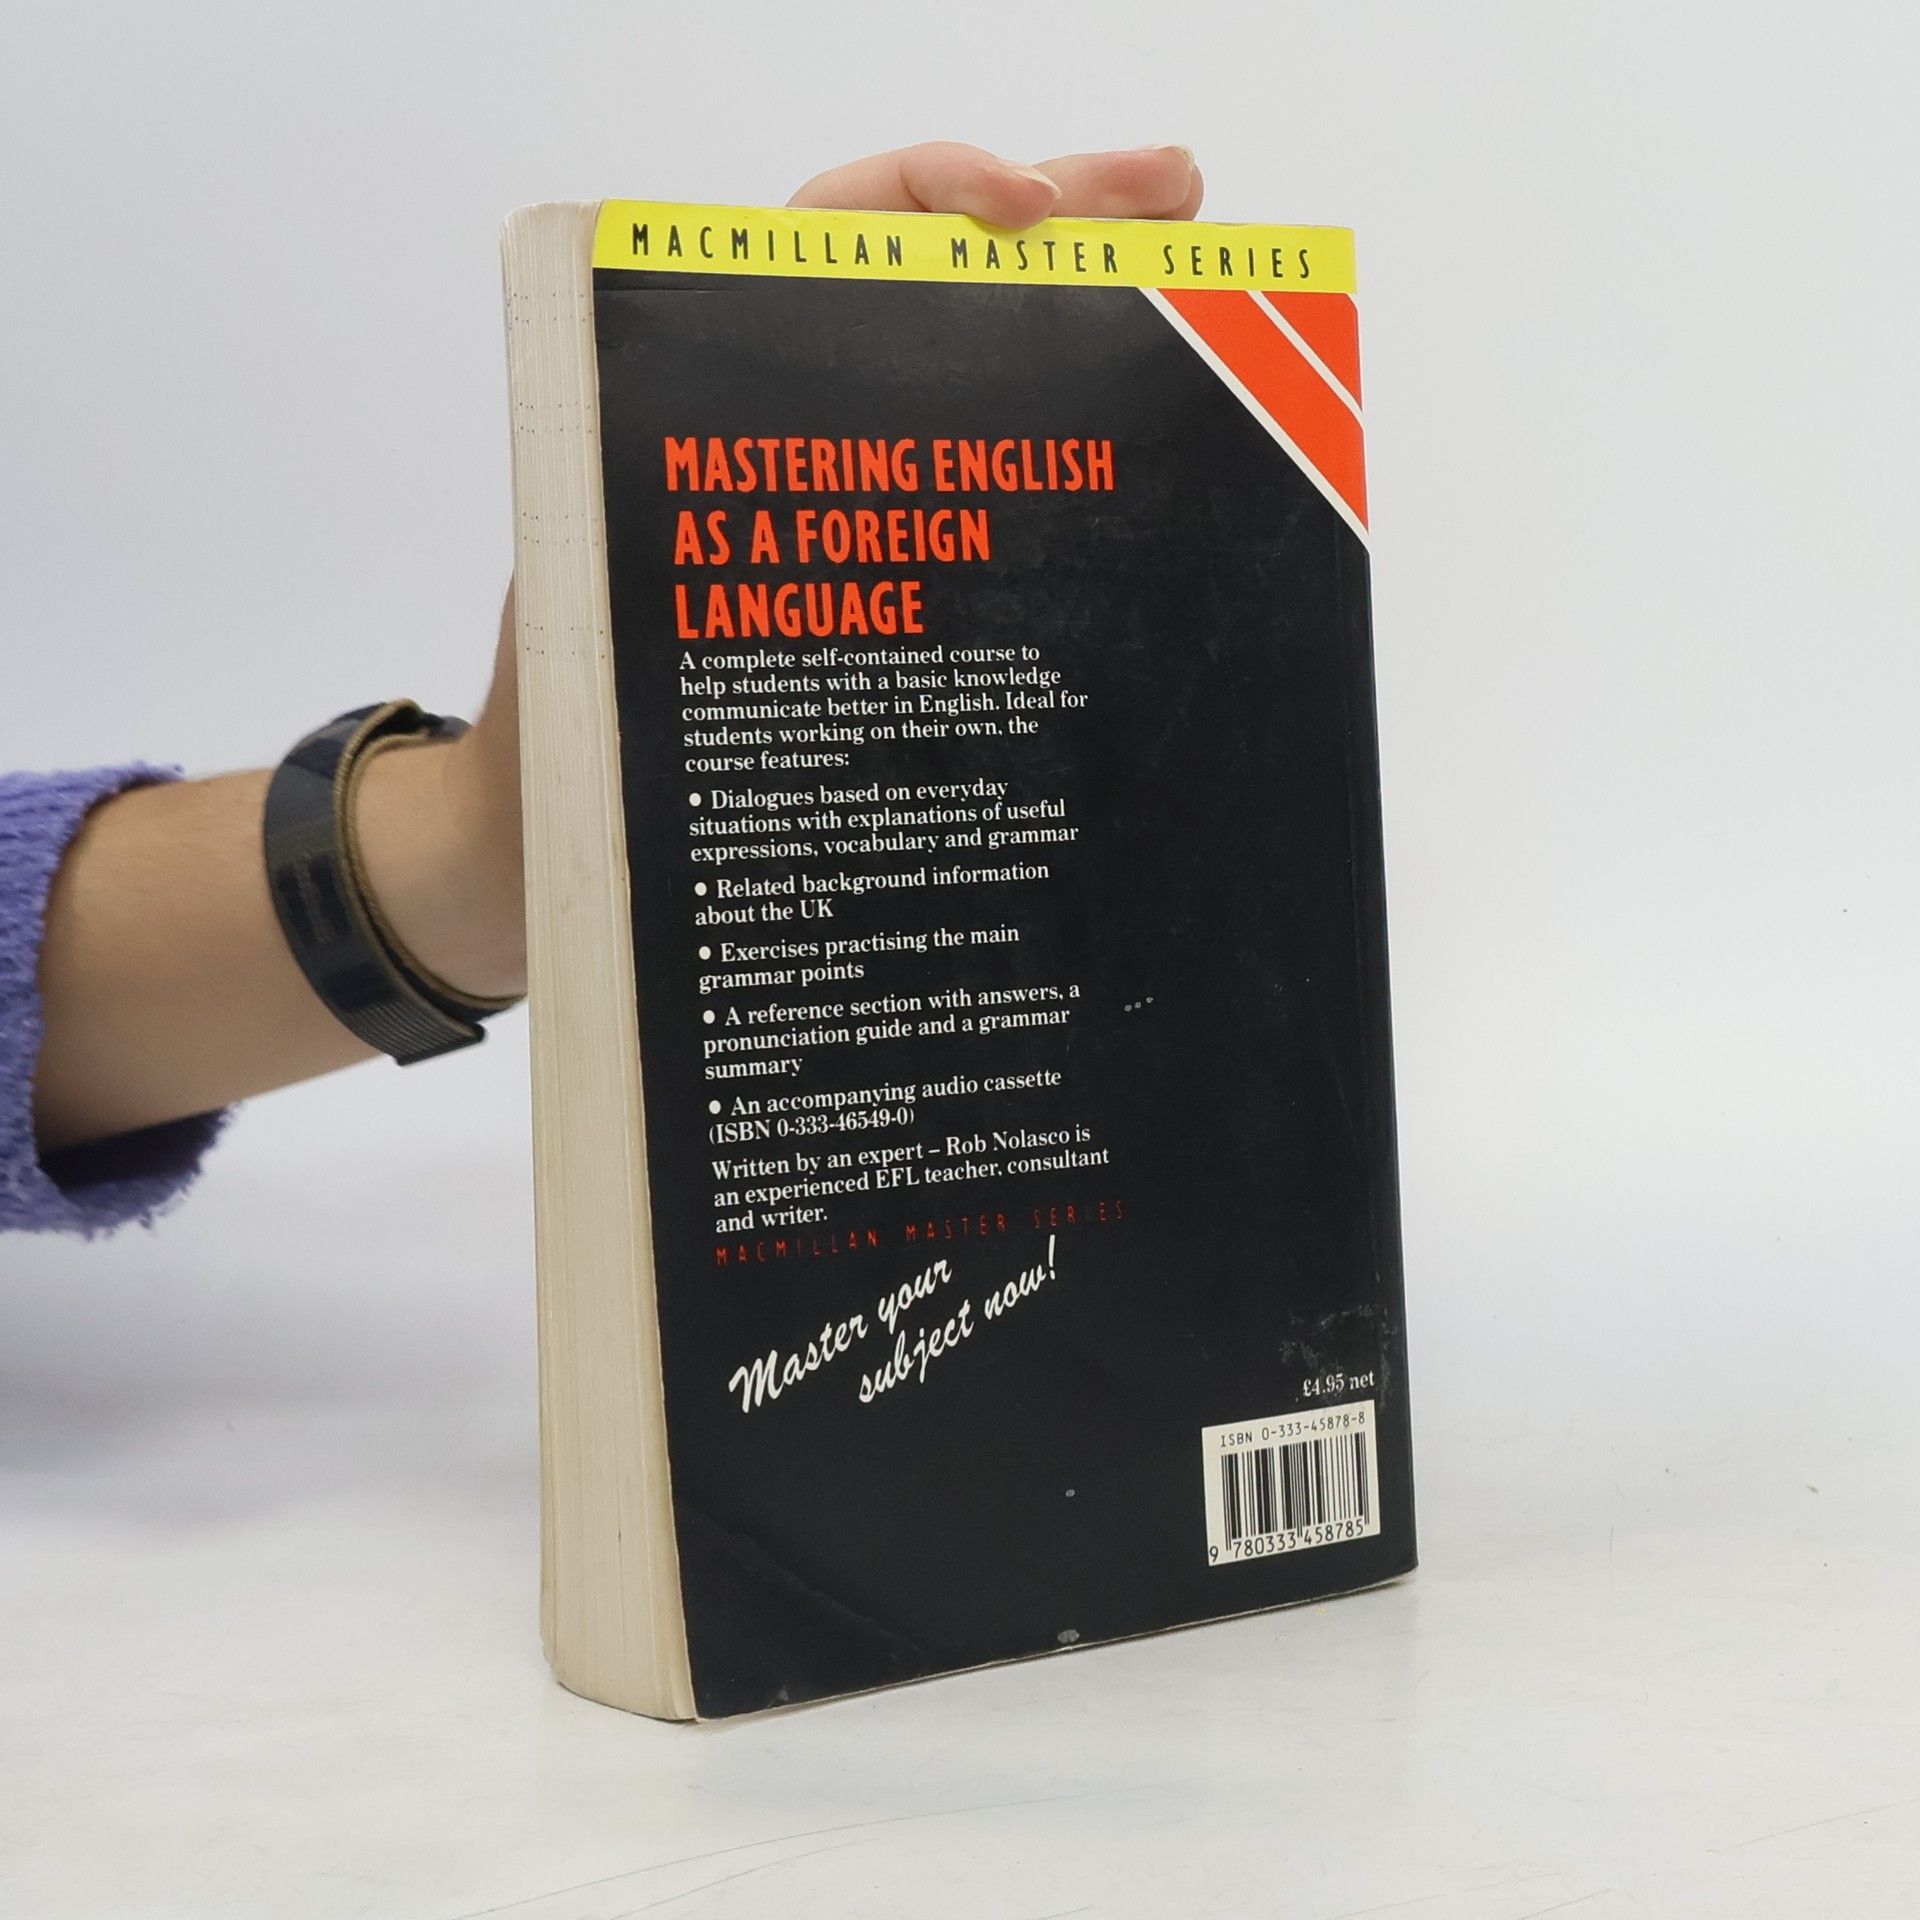 MACMILLAN MASTER SERIES
MASTERING ENGLISH
AS A FOREIGN
LANGUAGE
A complete self-contained course to
help students with a basic knowledge
communicate better in English. Ideal for
students working on their own, the
course features:
● Dialogues based on everyday
situations with explanations of useful
expressions, vocabulary and grammar
● Related background information
about the UK
● Exercises practising the main
grammar points
● A reference section with answers, a
pronunciation guide and a grammar
summary
● An accompanying audio cassette
(ISBN 0-333-46549-0)
Written by an expert – Rob Nolasco is
an experienced EFL teacher, consultant
and writer.
MACMILLAN MASTER SERIES
Master your
subject now!
£4.95 net
ISBN 0-333-45878-8
9 780333 458785